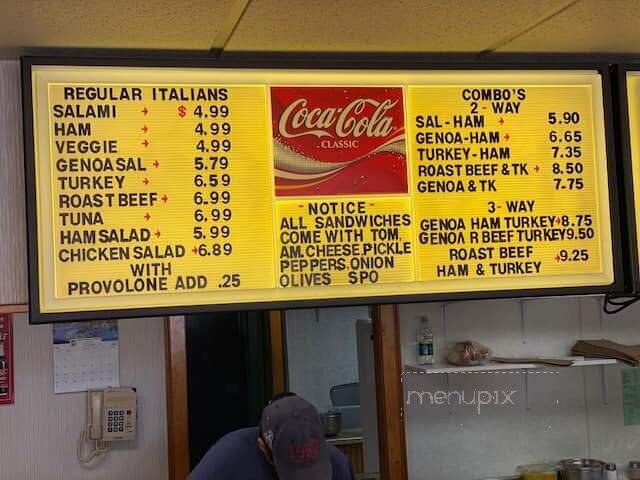 REGULAR ITALIANS
SALAMI → $ 4.99
HAM → 4.99
VEGGIE → 4.99
GENOA SAL → 5.79
TURKEY → 6.59
ROAST BEEF → 6.99
TUNA → 6.99
HAM SALAD → 5.99
CHICKEN SALAD → 6.89
WITH
PROVOLONE ADD .25
Coca-Cola
CLASSIC
- NOTICE -
ALL SANDWICHES
COME WITH TOM,
AM.CHEESE.PICKLE
PEPPERS.ONION
OLIVES SPO
COMBO'S
2 - WAY
SAL - HAM → 5.90
GENOA-HAM → 6.65
TURKEY - HAM 7.35
ROAST BEEF & TK → 8.50
GENOA & TK 7.75
3 - WAY
GENOA HAM TURKEY → 8.75
GENOA R BEEF TURKEY 9.50
ROAST BEEF
HAM & TURKEY → 9.25
menupix